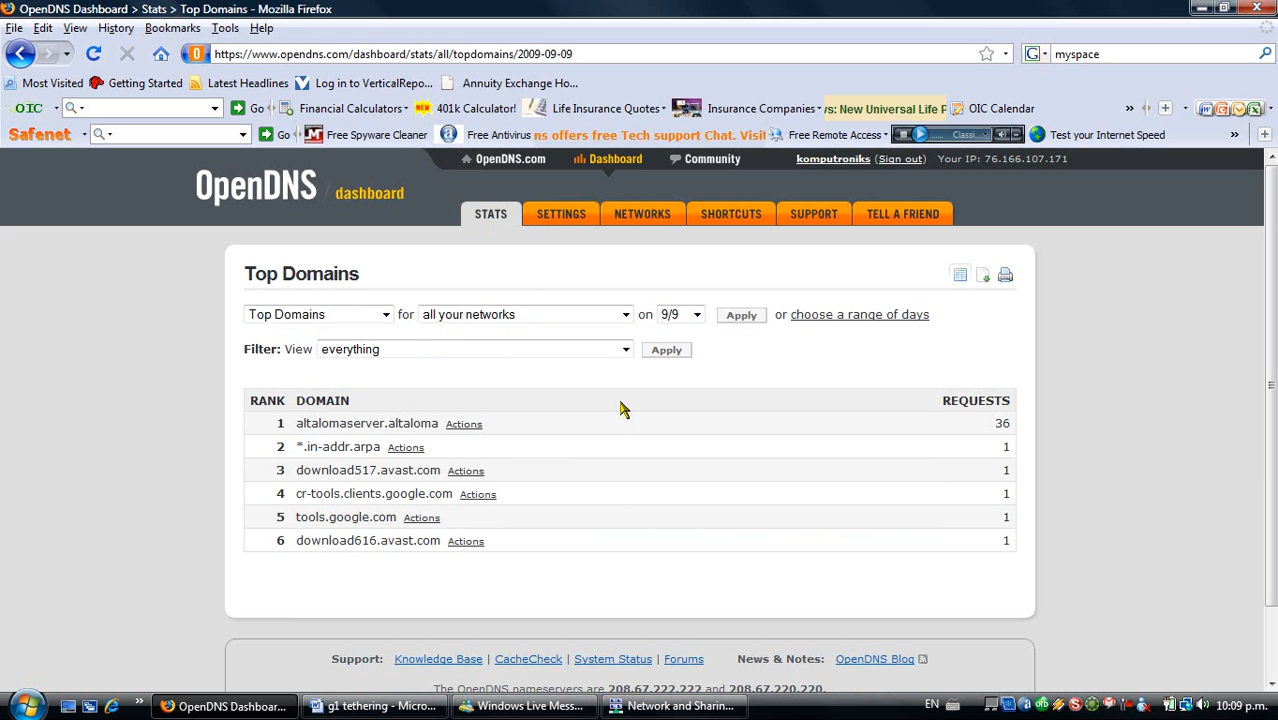 OpenDNS Dashboard > Stats > Top Domains - Mozilla Firefox
File Edit View History Bookmarks Tools Help
https://www.opendns.com/dashboard/stats/all/topdomains/2009-09-09 myspace
Most Visited Getting Started Latest Headlines Log in to VerticalRepo... Annuity Exchange Ho...
OIC Go Financial Calculators NEW 401k Calculator! Life Insurance Quotes Insurance Companies s: New Universal Life P OIC Calendar »
Safenet Go Free Spyware Cleaner Free Antivirus ns offers free Tech support Chat. Visit Free Remote Access Classi... Test your Internet Speed »
OpenDNS.com Dashboard Community komputroniks (Sign out) Your IP: 76.166.107.171
OpenDNS / dashboard
STATS SETTINGS NETWORKS SHORTCUTS SUPPORT TELL A FRIEND
Top Domains
Top Domains for all your networks on 9/9 Apply or choose a range of days
Filter: View everything Apply
RANK DOMAIN REQUESTS
1 altalomaserver.altaloma Actions 36
2 *.in-addr.arpa Actions 1
3 download517.avast.com Actions 1
4 cr-tools.clients.google.com Actions 1
5 tools.google.com Actions 1
6 download616.avast.com Actions 1
Support: Knowledge Base | CacheCheck | System Status | Forums News & Notes: OpenDNS Blog
The OpenDNS nameservers are 208.67.222.222 and 208.67.220.220.
» OpenDNS Dashboar... g1 tethering - Micro... Windows Live Mess... Network and Sharin... EN 10:09 p.m.